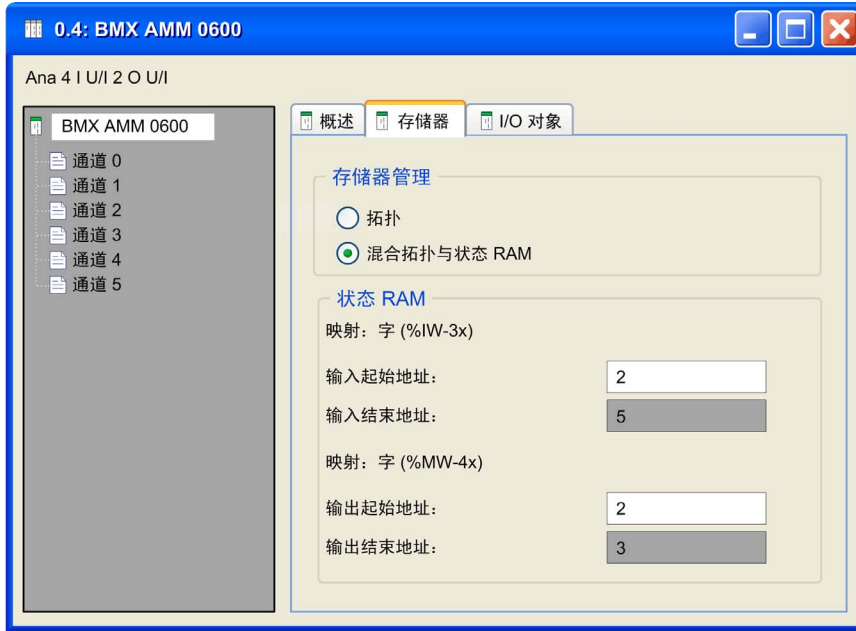 0.4: BMX AMM 0600
Ana 4 I U/I 2 O U/I
BMX AMM 0600
通道 0
通道 1
通道 2
通道 3
通道 4
通道 5
概述 存储器 I/O 对象
存储器管理
拓扑
混合拓扑与状态 RAM
状态 RAM
映射：字 (%IW-3x)
输入起始地址： 2
输入结束地址： 5
映射：字 (%MW-4x)
输出起始地址： 2
输出结束地址： 3